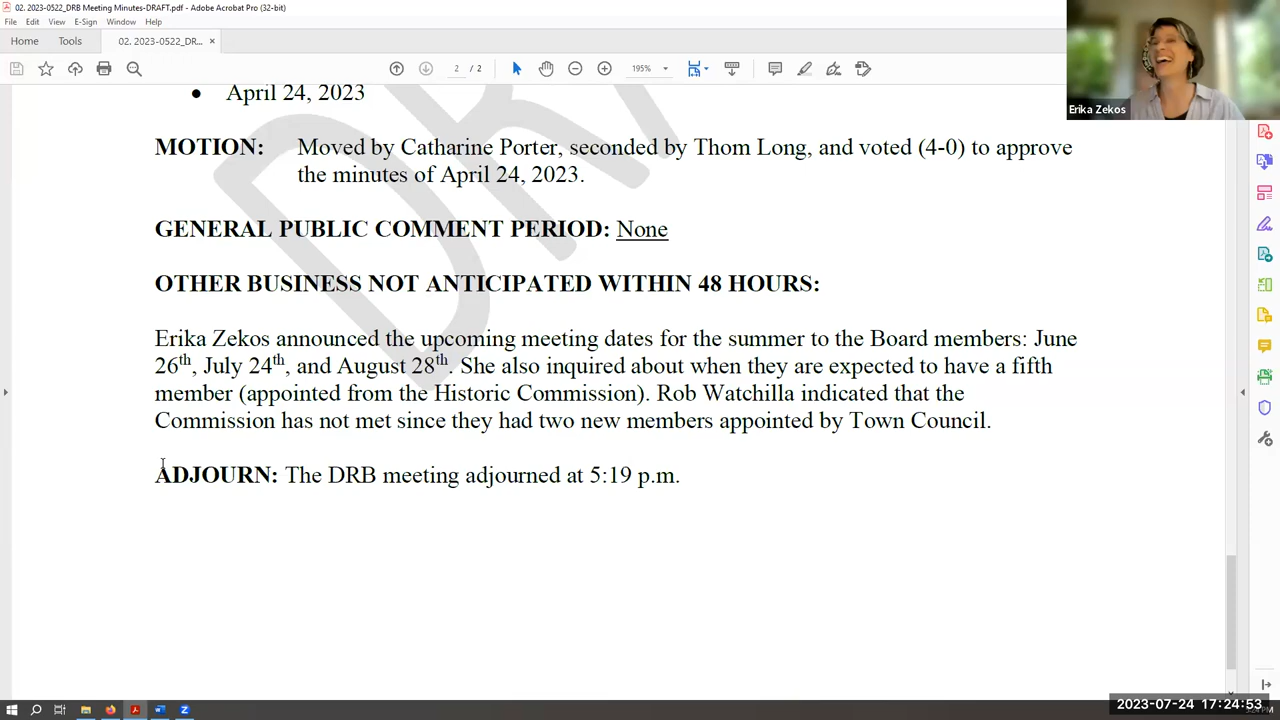 02. 2023-0522_DRB Meeting Minutes-DRAFT.pdf - Adobe Acrobat Pro (32-bit)
File Edit View E-Sign Window Help
Home Tools 02. 2023-0522_DR... ×
2 / 2 195%
Erika Zekos
• April 24, 2023
MOTION: Moved by Catharine Porter, seconded by Thom Long, and voted (4-0) to approve
the minutes of April 24, 2023.
GENERAL PUBLIC COMMENT PERIOD: None
OTHER BUSINESS NOT ANTICIPATED WITHIN 48 HOURS:
Erika Zekos announced the upcoming meeting dates for the summer to the Board members: June
26th, July 24th, and August 28th. She also inquired about when they are expected to have a fifth
member (appointed from the Historic Commission). Rob Watchilla indicated that the
Commission has not met since they had two new members appointed by Town Council.
ADJOURN: The DRB meeting adjourned at 5:19 p.m.
2023-07-24 17:24:53